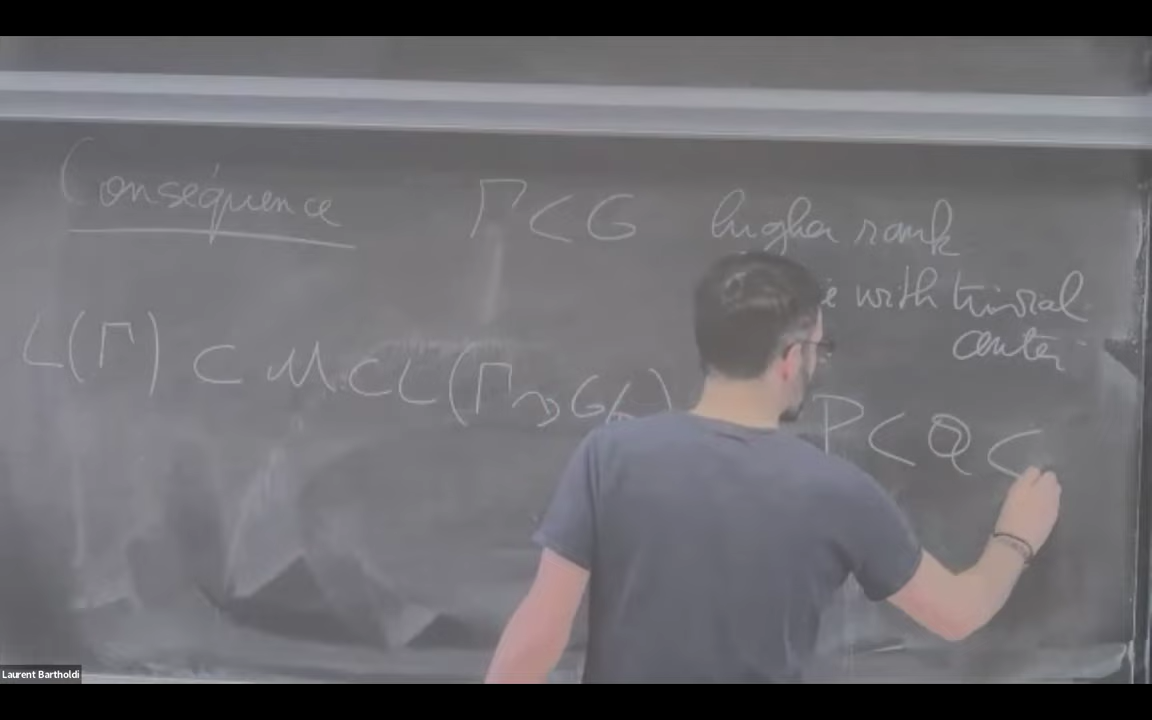 Conséquence Γ < G higher rank
with trivial
center
L(Γ) ⊂ M ⊂ L(Γ ↷ G/
P < Q <
Laurent Bartholdi